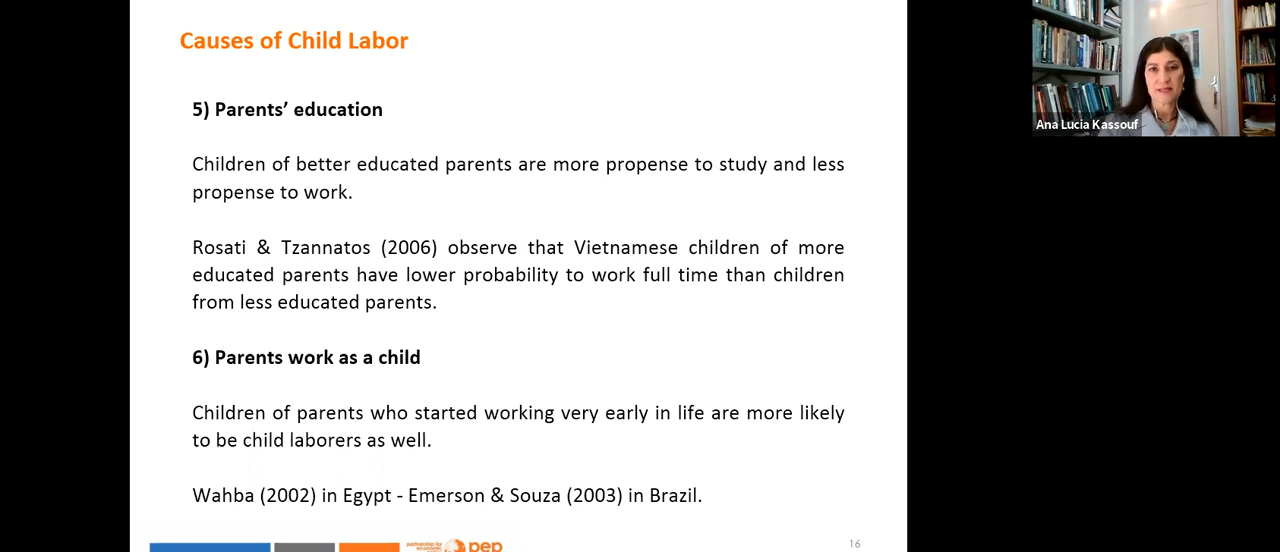 Causes of Child Labor
5) Parents’ education
Children of better educated parents are more propense to study and less
propense to work.
Rosati & Tzannatos (2006) observe that Vietnamese children of more
educated parents have lower probability to work full time than children
from less educated parents.
6) Parents work as a child
Children of parents who started working very early in life are more likely
to be child laborers as well.
Wahba (2002) in Egypt - Emerson & Souza (2003) in Brazil.
partnership for
economic
pep
16
Ana Lucia Kassouf